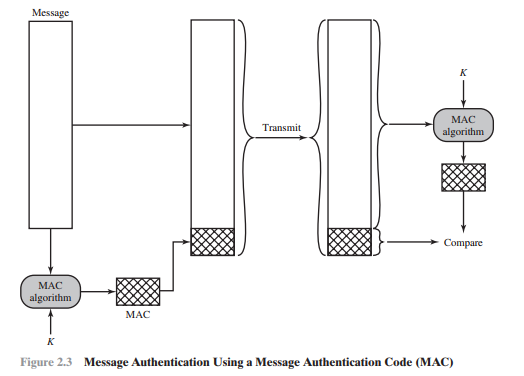 Message
K
MAC
algorithm
Transmit
Compare
MAC
algorithm
MAC
K
Figure 2.3 Message Authentication Using a Message Authentication Code (MAC)